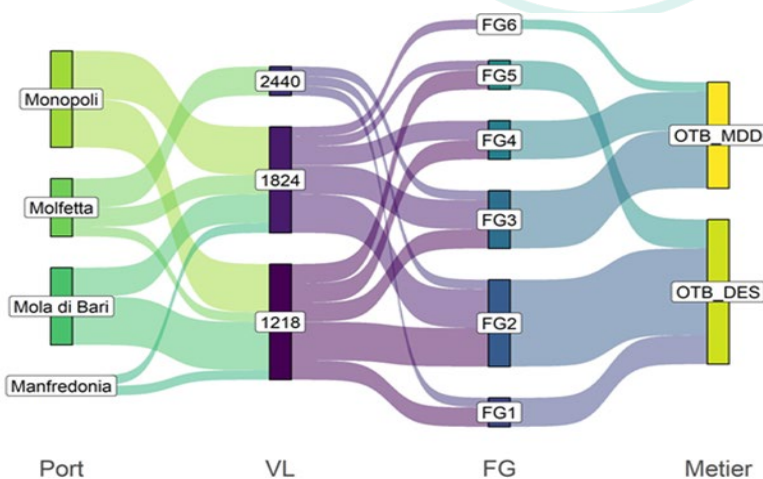 Monopoli
Molfetta
Mola di Bari
Manfredonia
2440
1824
1218
FG6
FG5
FG4
FG3
FG2
FG1
OTB_MDD
OTB_DES
Port
VL
FG
Metier